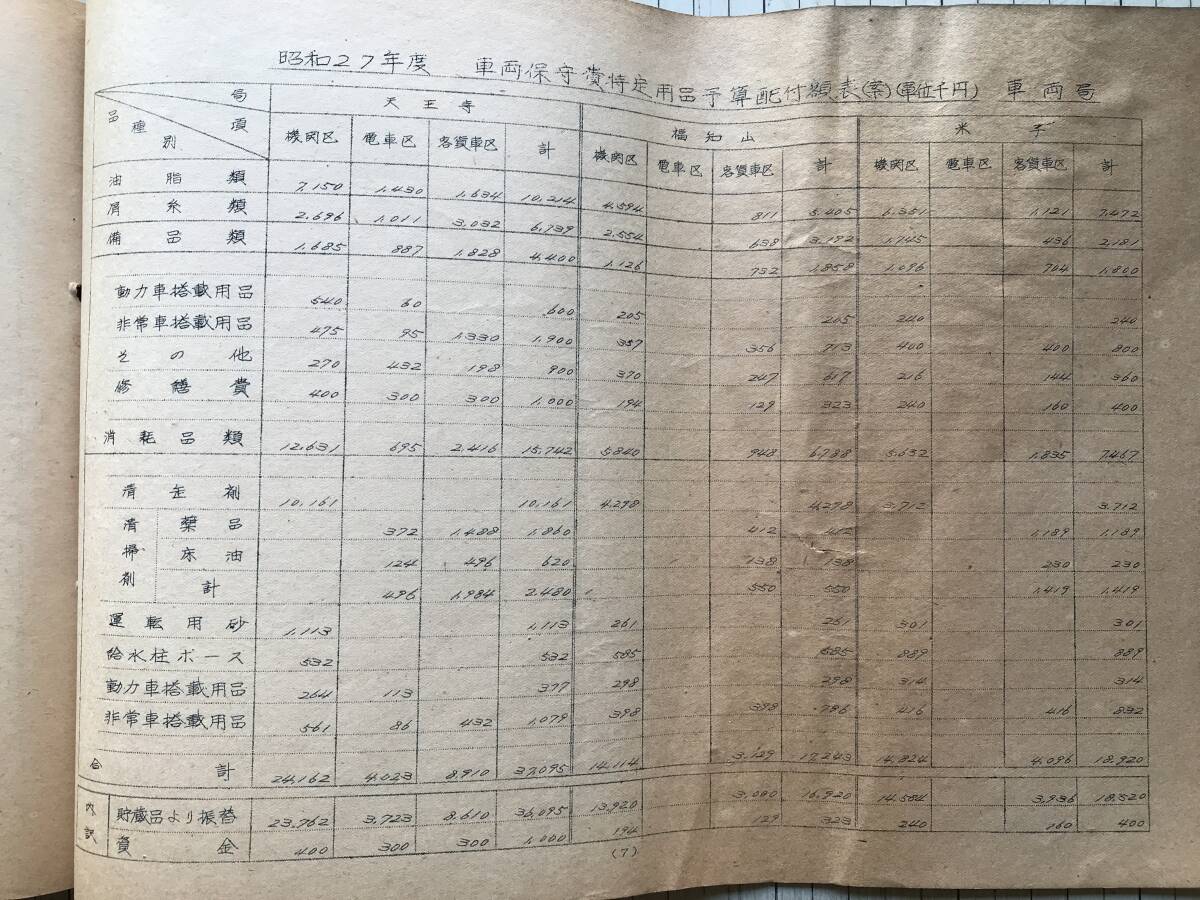 昭和27年度 車両保守費特定用品予算配付額表(案)(単位千円) 車両局
局 項 品種別 天王寺 福知山 米子
機関区 電車区 客貨車区 計 機関区 電車区 客貨車区 計 機関区 電車区 客貨車区 計
油脂類 7,150 1,430 1,634 10,214 4,594 811 5,405 6,351 1,121 7,472
屑糸類 2,696 1,011 3,032 6,739 2,554 638 3,192 1,745 436 2,181
備品類 1,685 887 1,828 4,400 1,126 732 1,858 1,096 704 1,800
動力車搭載用品 540 60 600 205 205 240 240
非常車搭載用品 475 95 1,330 1,900 357 356 713 400 400 800
その他 270 432 198 900 370 247 617 216 144 360
修繕費 400 300 300 1,000 194 129 323 240 160 400
消耗品類 12,631 695 2,416 15,742 5,840 948 6,788 5,632 1,835 7,467
清缶剤 10,161 10,161 4,298 4,298 3,712 3,712
清掃剤 薬品 372 1,488 1,860 412 412 1,189 1,189
床油 124 496 620 138 138 230 230
計 496 1,984 2,480 550 550 1,419 1,419
運転用砂 1,113 1,113 261 261 301 301
給水柱ホース 532 532 585 585 889 889
動力車搭載用品 264 113 377 298 298 314 314
非常車搭載用品 561 86 432 1,079 398 398 786 416 416 832
合計 24,162 4,023 8,910 37,095 14,114 3,129 17,243 14,824 4,096 18,920
内訳 貯蔵品より振替 23,762 3,723 8,610 36,095 13,920 3,000 16,920 14,584 3,936 18,520
資金 400 300 300 1,000 194 129 323 240 160 400
(7)